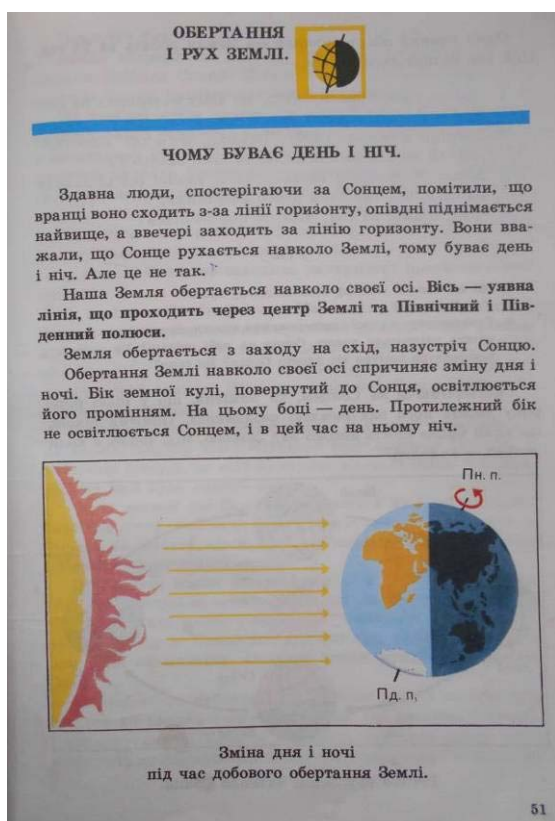 ОБЕРТАННЯ
І РУХ ЗЕМЛІ.
ЧОМУ БУВАЄ ДЕНЬ І НІЧ.
Здавна люди, спостерігаючи за Сонцем, помітили, що
вранці воно сходить з-за лінії горизонту, опівдні піднімається
найвище, а ввечері заходить за лінію горизонту. Вони вва-
жали, що Сонце рухається навколо Землі, тому буває день
і ніч. Але це не так.
Наша Земля обертається навколо своєї осі. Вісь — уявна
лінія, що проходить через центр Землі та Північний і Пів-
денний полюси.
Земля обертається з заходу на схід, назустріч Сонцю.
Обертання Землі навколо своєї осі спричиняє зміну дня і
ночі. Бік земної кулі, повернутий до Сонця, освітлюється
його промінням. На цьому боці — день. Протилежний бік
не освітлюється Сонцем, і в цей час на ньому ніч.
Пн. п.
Пд. п.
Зміна дня і ночі
під час добового обертання Землі.
51